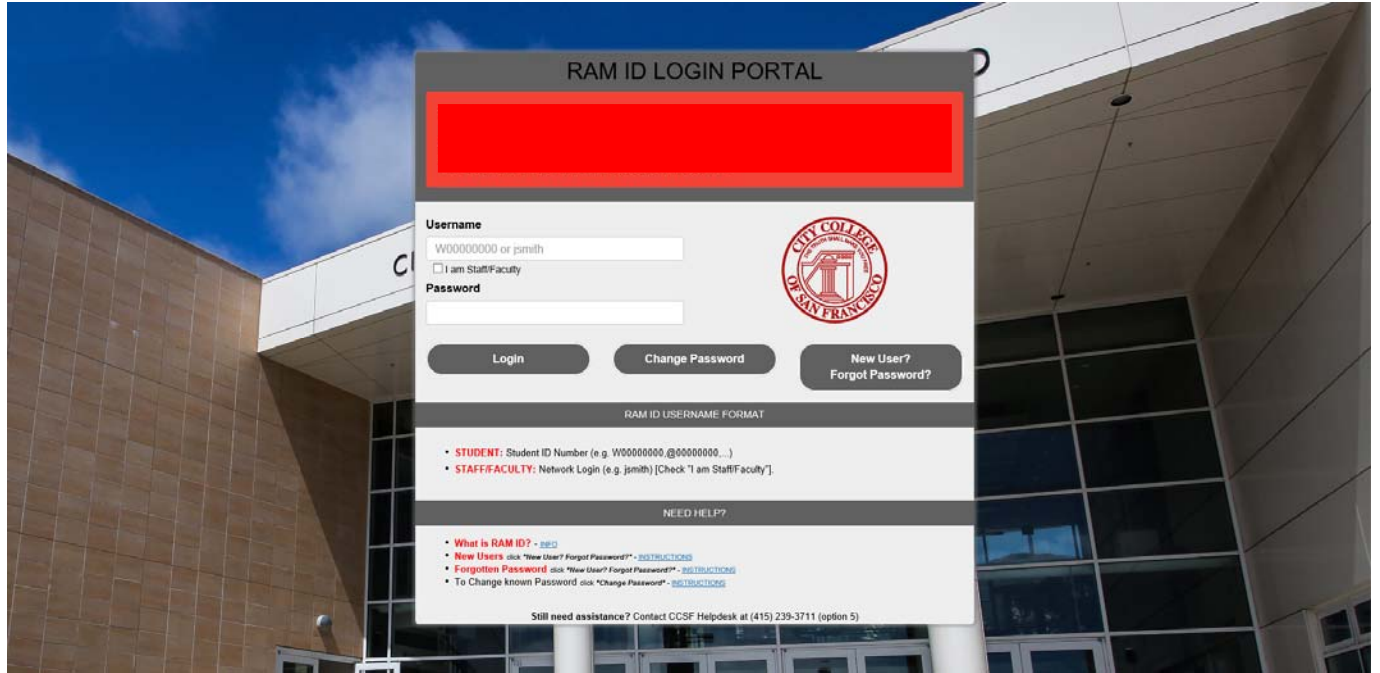 RAM ID LOGIN PORTAL
Username
W00000000 or jsmith
I am Staff/Faculty
Password
CITY COLLEGE
OF SAN FRANCISCO
Login
Change Password
New User?
Forgot Password?
RAM ID USERNAME FORMAT
• STUDENT: Student ID Number (e.g. W00000000,@00000000,...)
• STAFF/FACULTY: Network Login (e.g. jsmith) [Check "I am Staff/Faculty"].
NEED HELP?
• What is RAM ID? - INFO
• New Users click "New User? Forgot Password?" - INSTRUCTIONS
• Forgotten Password click "New User? Forgot Password?" - INSTRUCTIONS
• To Change known Password click "Change Password" - INSTRUCTIONS
Still need assistance? Contact CCSF Helpdesk at (415) 239-3711 (option 5)